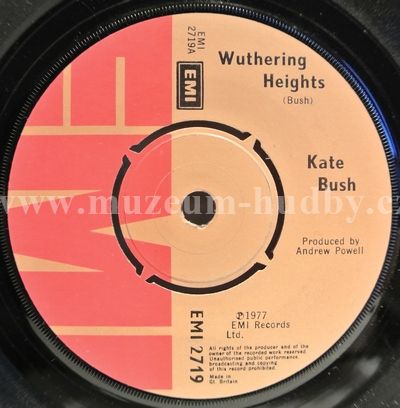 EMI
2719A
EMI
Wuthering
Heights
(Bush)
Kate
Bush
www.muzeum-hudby.cz
Produced by
Andrew Powell
℗1977
EMI Records
Ltd.
EMI 2719
All rights of the producer and of the
owner of the recorded work reserved.
Unauthorised public performance,
broadcasting and copying
of this record prohibited.
Made in
Gt. Britain
EMI